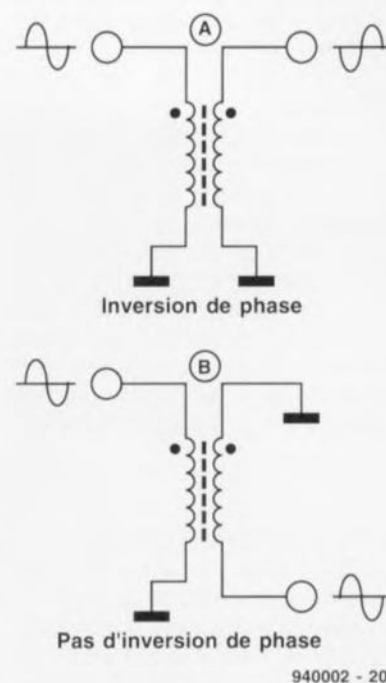 A
Inversion de phase
B
Pas d'inversion de phase
940002 - 20